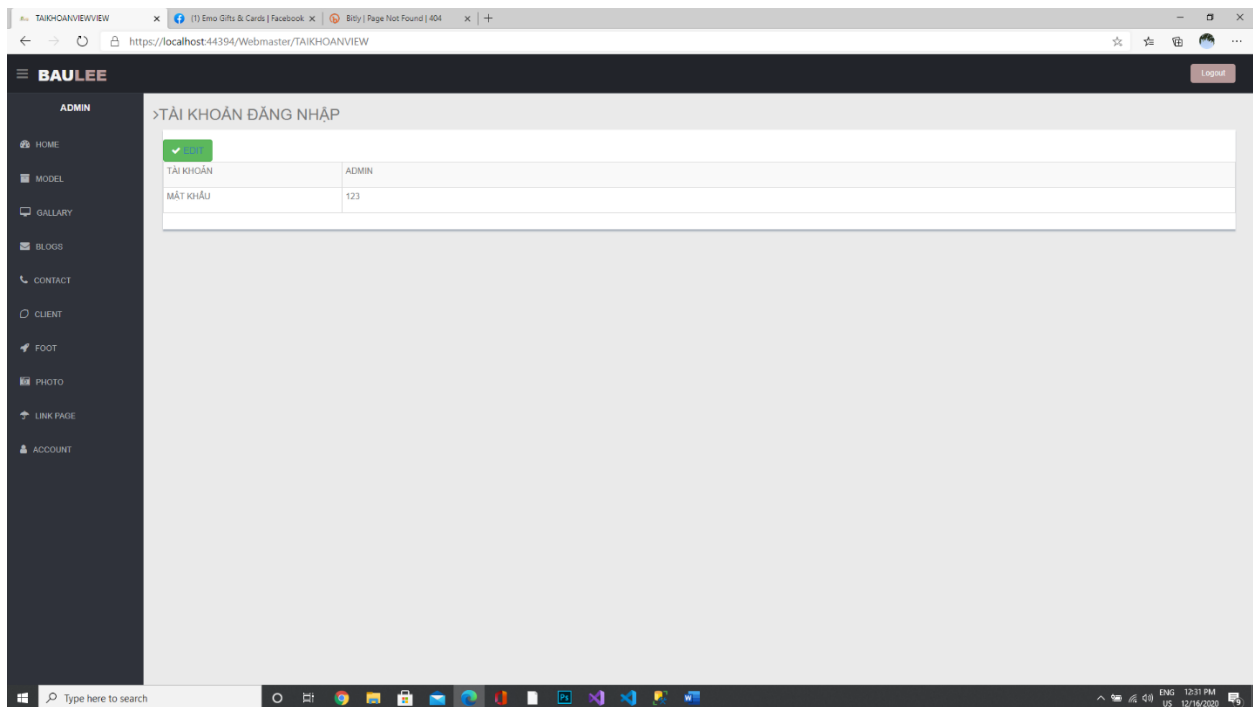 TAIKHOANVIEWVIEW
(1) Emo Gifts & Cards | Facebook
Bitly | Page Not Found | 404
https://localhost:44394/Webmaster/TAIKHOANVIEW
BAULEE
Logout
ADMIN
HOME
MODEL
GALLARY
BLOGS
CONTACT
CLIENT
FOOT
PHOTO
LINK PAGE
ACCOUNT
>TÀI KHOẢN ĐĂNG NHẬP
EDIT
TÀI KHOẢN ADMIN
MẬT KHẨU 123
Type here to search
Ps
ENG 12:31 PM
US 12/16/2020